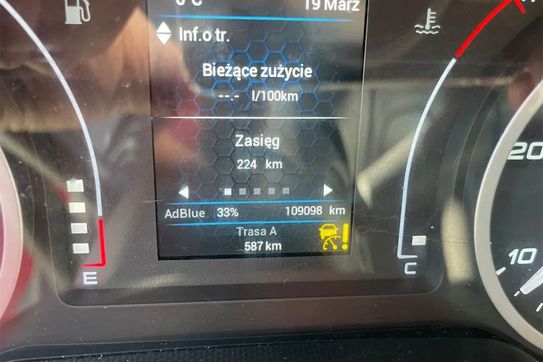 0°C 19 Marz
Inf.o tr.
Bieżące zużycie
--.- l/100km
Zasięg
224 km
AdBlue 33% 109098 km
Trasa A
587 km
E
C
20
10